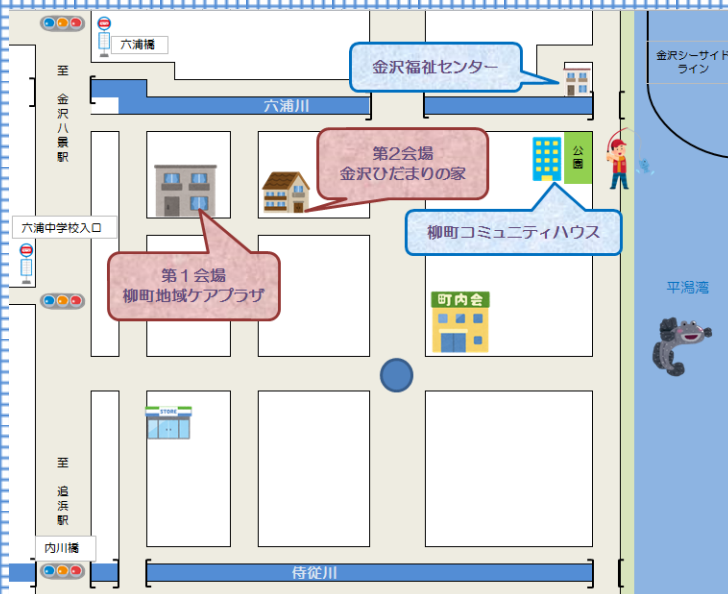 六浦橋
至
金沢八景駅
金沢福祉センター
金沢シーサイド
ライン
六浦川
第2会場
金沢ひだまりの家
公園
柳町コミュニティハウス
六浦中学校入口
第１会場
柳町地域ケアプラザ
町内会
平潟湾
STORE
至
追浜駅
内川橋
侍従川